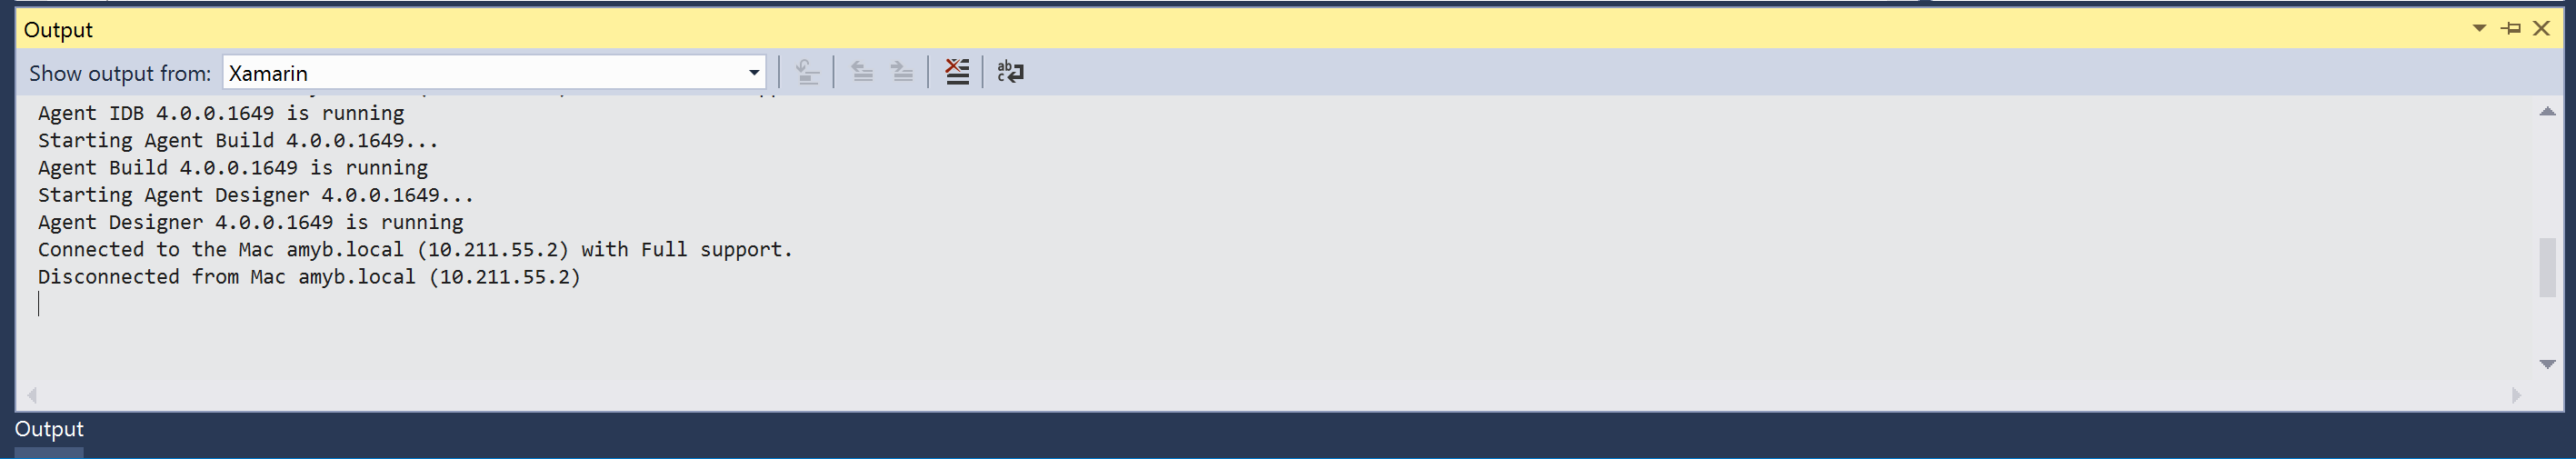 Output
Show output from: Xamarin
Agent IDB 4.0.0.1649 is running
Starting Agent Build 4.0.0.1649...
Agent Build 4.0.0.1649 is running
Starting Agent Designer 4.0.0.1649...
Agent Designer 4.0.0.1649 is running
Connected to the Mac amyb.local (10.211.55.2) with Full support.
Disconnected from Mac amyb.local (10.211.55.2)
Output